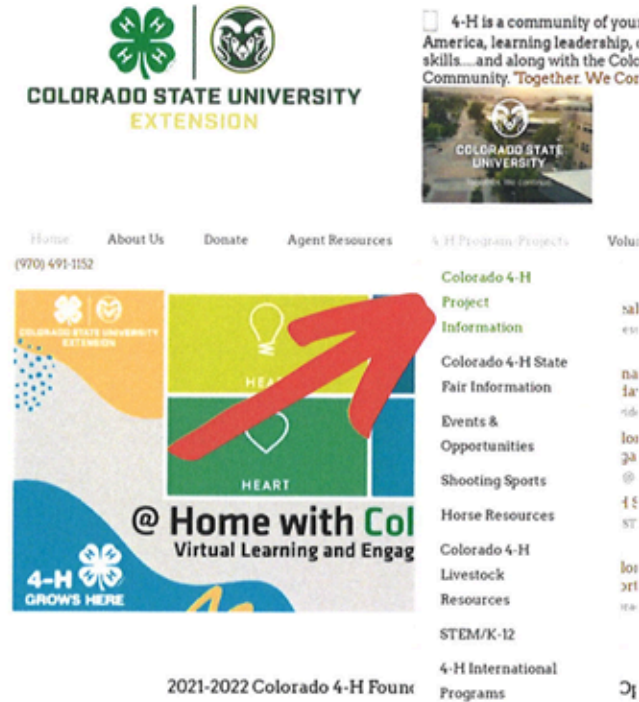 COLORADO STATE UNIVERSITY
EXTENSION
4-H is a community of
America, learning leadership,
skills.....and along with the
Community. "Together. We
COLORADO STATE
UNIVERSITY
Together, We continue.
Home About Us Donate Agent Resources 4-H Program/Projects
(970) 491-1152
Colorado 4-H
Project
Information
Colorado 4-H State
Fair Information
Events &
Opportunities
Shooting Sports
Horse Resources
Colorado 4-H
Livestock
Resources
STEM/K-12
4-H International
Programs
COLORADO STATE UNIVERSITY
EXTENSION
HEART
@ Home with Col
Virtual Learning and Engag
4-H
GROWS HERE
2021-2022 Colorado 4-H Foun